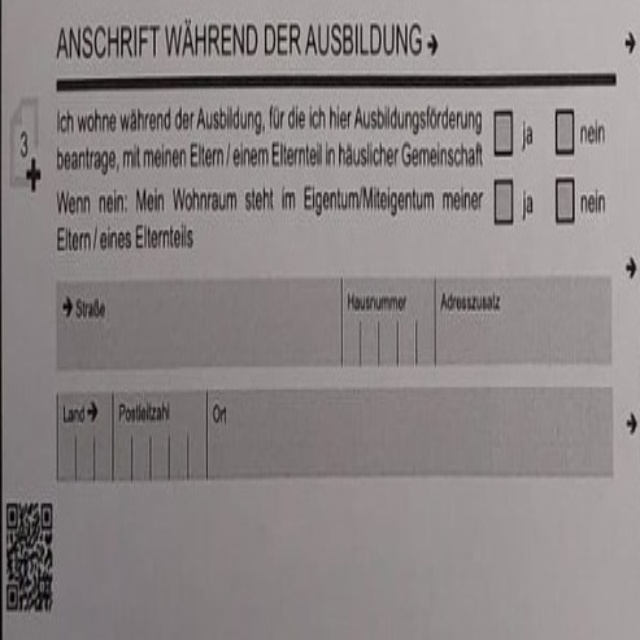 ANSCHRIFT WÄHREND DER AUSBILDUNG →
3
Ich wohne während der Ausbildung, für die ich hier Ausbildungsförderung
beantrage, mit meinen Eltern / einem Elternteil in häuslicher Gemeinschaft
ja nein
Wenn nein: Mein Wohnraum steht im Eigentum/Miteigentum meiner
Eltern / eines Elternteils
ja nein
→ Straße Hausnummer Adresszusatz
Land → Postleitzahl Ort